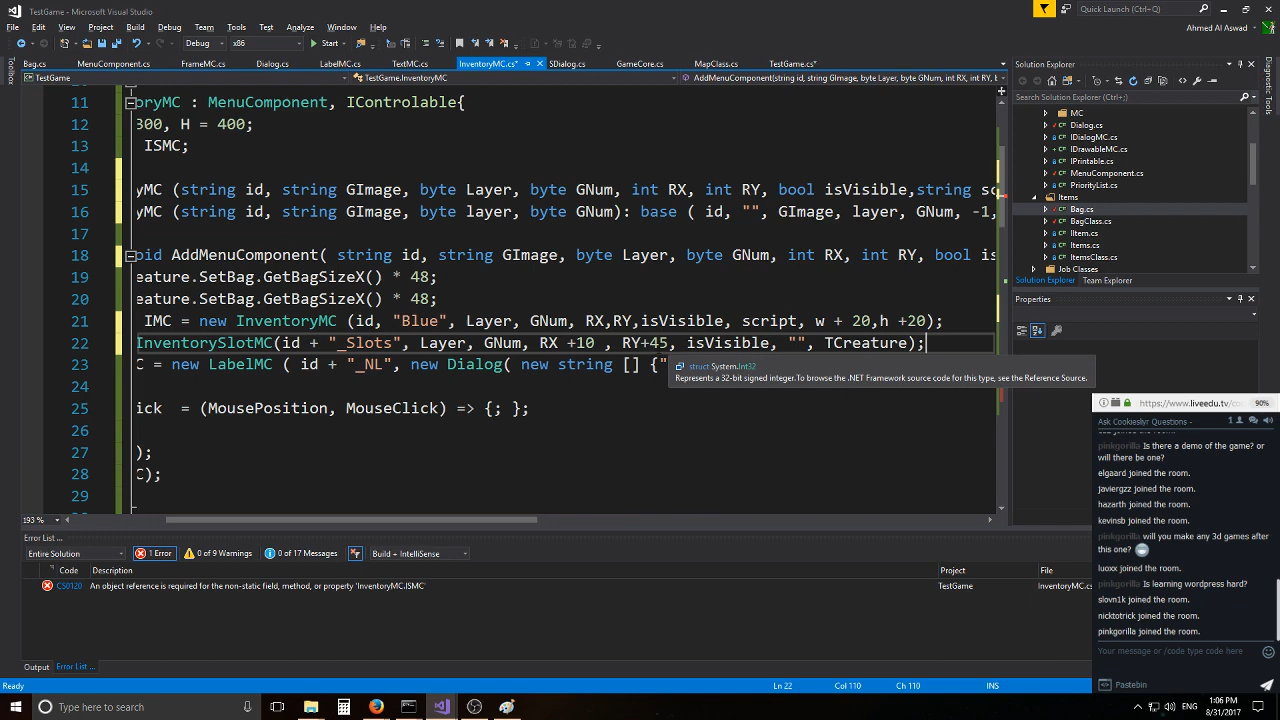 TestGame - Microsoft Visual Studio
Quick Launch (Ctrl+Q)
File Edit View Project Build Debug Team Tools Test Analyze Window Help
Ahmed Al Aswad
Debug x86 Start
Toolbox
Bag.cs MenuComponent.cs FrameMC.cs Dialog.cs LabelMC.cs TextMC.cs InventoryMC.cs* SDialog.cs GameCore.cs MapClass.cs TestGame.cs*
TestGame TestGame.InventoryMC AddMenuComponent(string id, string GImage, byte Layer, byte GNum, int RX, int RY, bool i
11 oryMC : MenuComponent, IControlable{
12 300, H = 400;
13 ISMC;
14
15 yMC (string id, string GImage, byte Layer, byte GNum, int RX, int RY, bool isVisible,string sc
16 yMC (string id, string GImage, byte layer, byte GNum): base ( id, "", GImage, layer, GNum, -1,
17
18 oid AddMenuComponent( string id, string GImage, byte Layer, byte GNum, int RX, int RY, bool is
19 eature.SetBag.GetBagSizeX() * 48;
20 eature.SetBag.GetBagSizeX() * 48;
21 IMC = new InventoryMC (id, "Blue", Layer, GNum, RX,RY,isVisible, script, w + 20,h +20);
22 InventorySlotMC(id + "_Slots", Layer, GNum, RX +10 , RY+45, isVisible, "", TCreature);
23 C = new LabelMC ( id + "_NL", new Dialog( new string [] {"
struct System.Int32
Represents a 32-bit signed integer.To browse the .NET Framework source code for this type, see the Reference Source.
24
25 ick = (MousePosition, MouseClick) => {; };
26
27 );
28 C);
29
193 %
Solution Explorer
Search Solution Explorer (Ctrl+;)
MC
Dialog.cs
IDialogMC.cs
IDrawableMC.cs
IPrintable.cs
MenuComponent.cs
PriorityList.cs
Items
Bag.cs
BagClass.cs
IItem.cs
Items.cs
ItemsClass.cs
Job Classes
Solution Explorer Team Explorer
Properties
Diagnostic Tools
Error List ...
Entire Solution 1 Error 0 of 9 Warnings 0 of 17 Messages Build + IntelliSense
Code Description Project File
CS0120 An object reference is required for the non-static field, method, or property 'InventoryMC.ISMC' TestGame InventoryMC.cs
Output Error List ...
Ready Ln 22 Col 110 Ch 110 INS
https://www.liveedu.tv/co 90%
Ask Cookiesliyr Questions - 1
joined the room.
pinkgorilla Is there a demo of the game? or
will there be one?
elgaard joined the room.
javiergzz joined the room.
hazarth joined the room.
kevinsb joined the room.
pinkgorilla will you make any 3d games after
this one?
luoxx joined the room.
pinkgorilla Is learning wordpress hard?
slovn1k joined the room.
nicktotrick joined the room.
pinkgorilla joined the room.
Your message or /code type code here
Pastebin
Type here to search
ENG
1:06 PM
8/31/2017